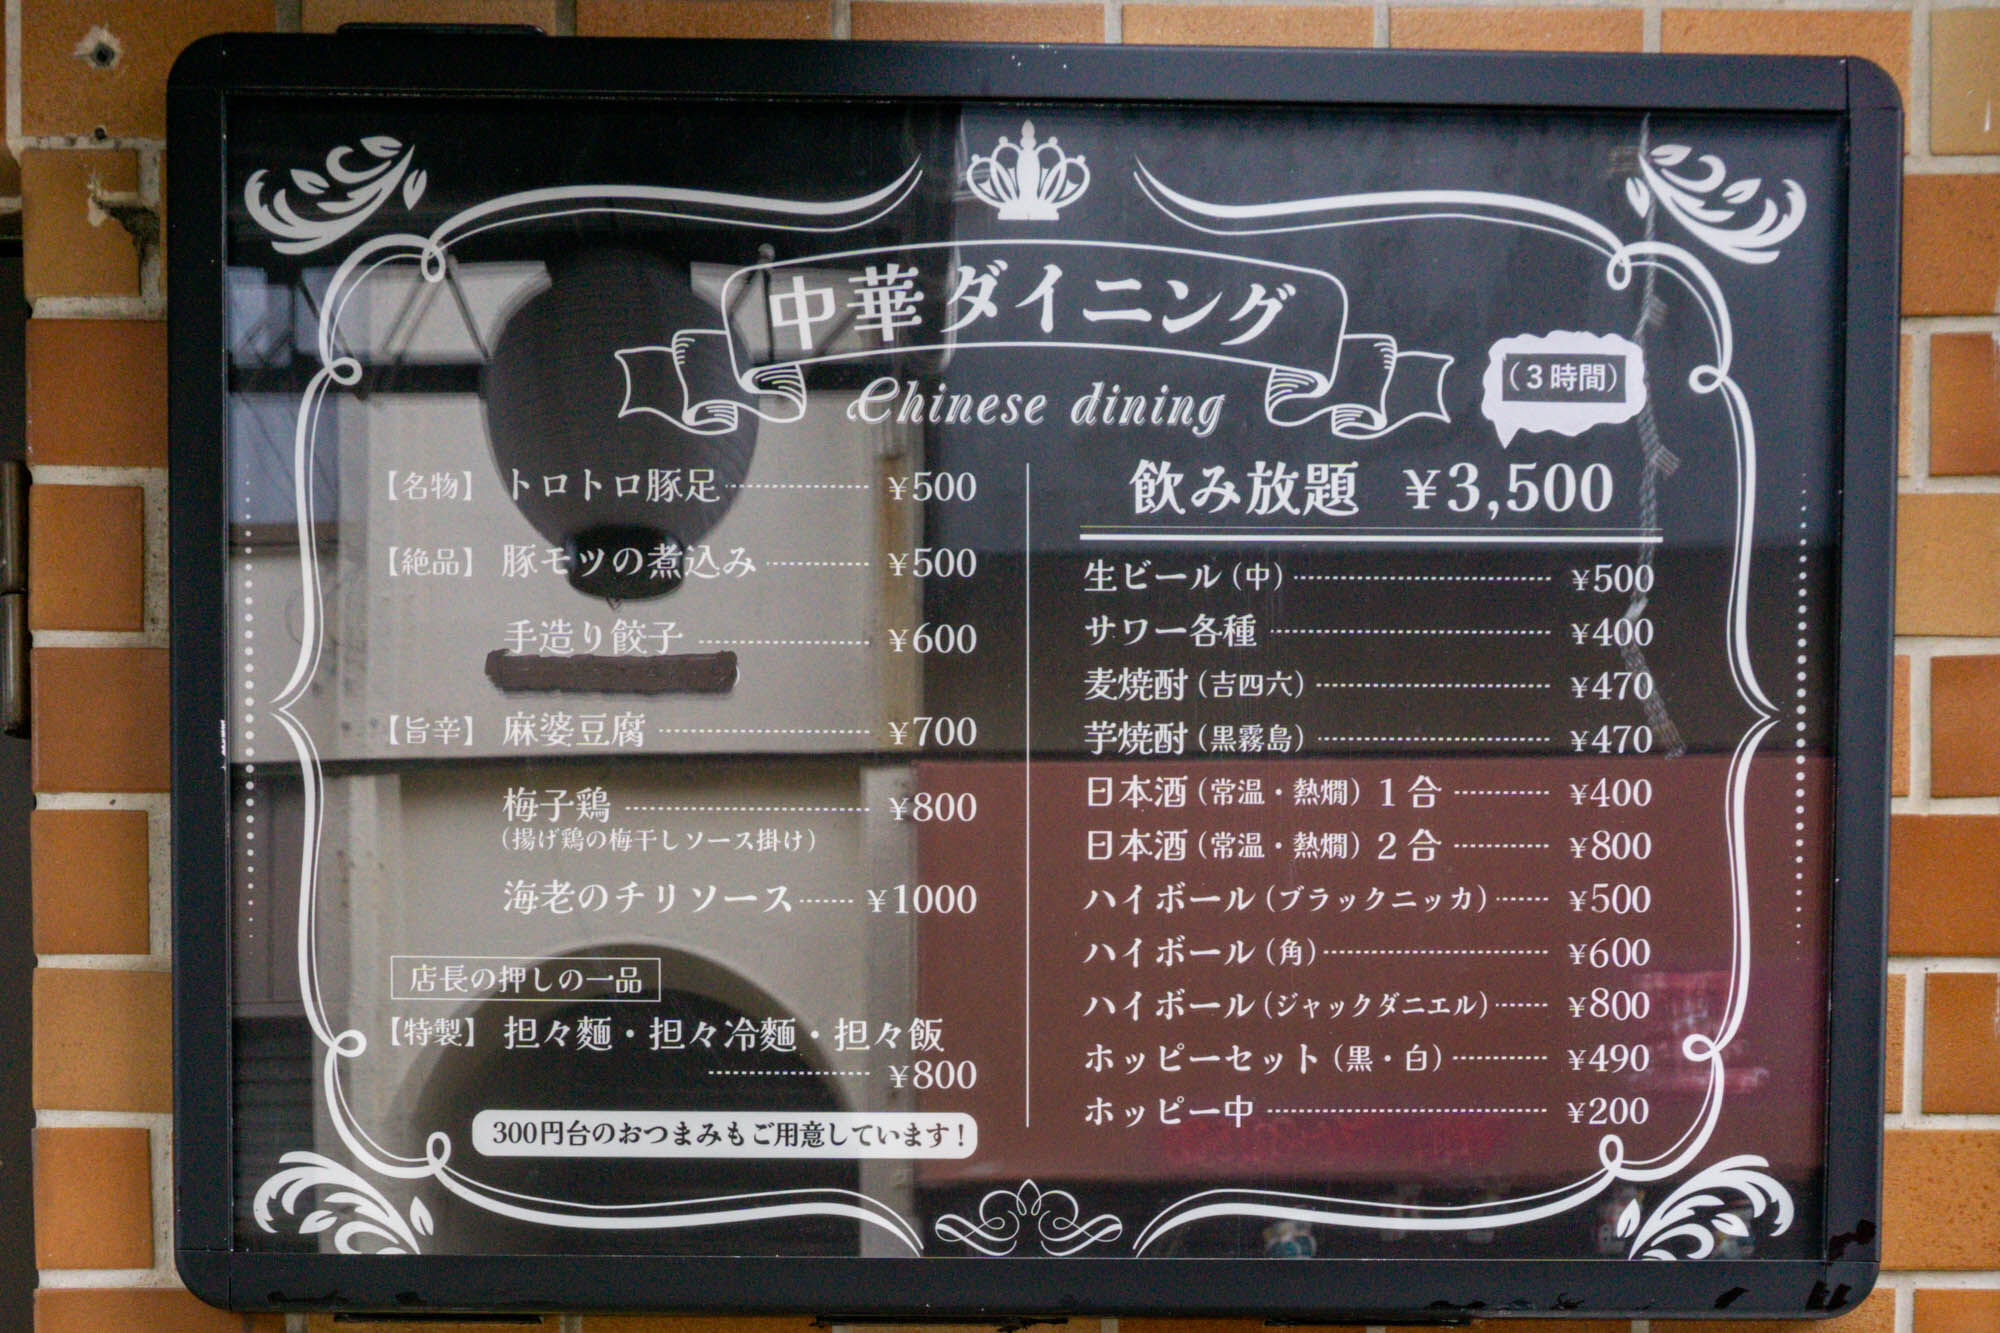 中華ダイニング
Chinese dining
【名物】 トロトロ豚足 ¥500
【絶品】 豚モツの煮込み ¥500
手造り餃子 ¥600
【旨辛】 麻婆豆腐 ¥700
梅子鶏 ¥800
（揚げ鶏の梅干しソース掛け）
海老のチリソース ¥1000
店長の押しの一品
【特製】 担々麺・担々冷麺・担々飯
¥800
300円台のおつまみもご用意しています！
（３時間）
飲み放題 ¥3,500
生ビール（中） ¥500
サワー各種 ¥400
麦焼酎（吉四六） ¥470
芋焼酎（黒霧島） ¥470
日本酒（常温・熱燗）１合 ¥400
日本酒（常温・熱燗）２合 ¥800
ハイボール（ブラックニッカ） ¥500
ハイボール（角） ¥600
ハイボール（ジャックダニエル） ¥800
ホッピーセット（黒・白） ¥490
ホッピー中 ¥200